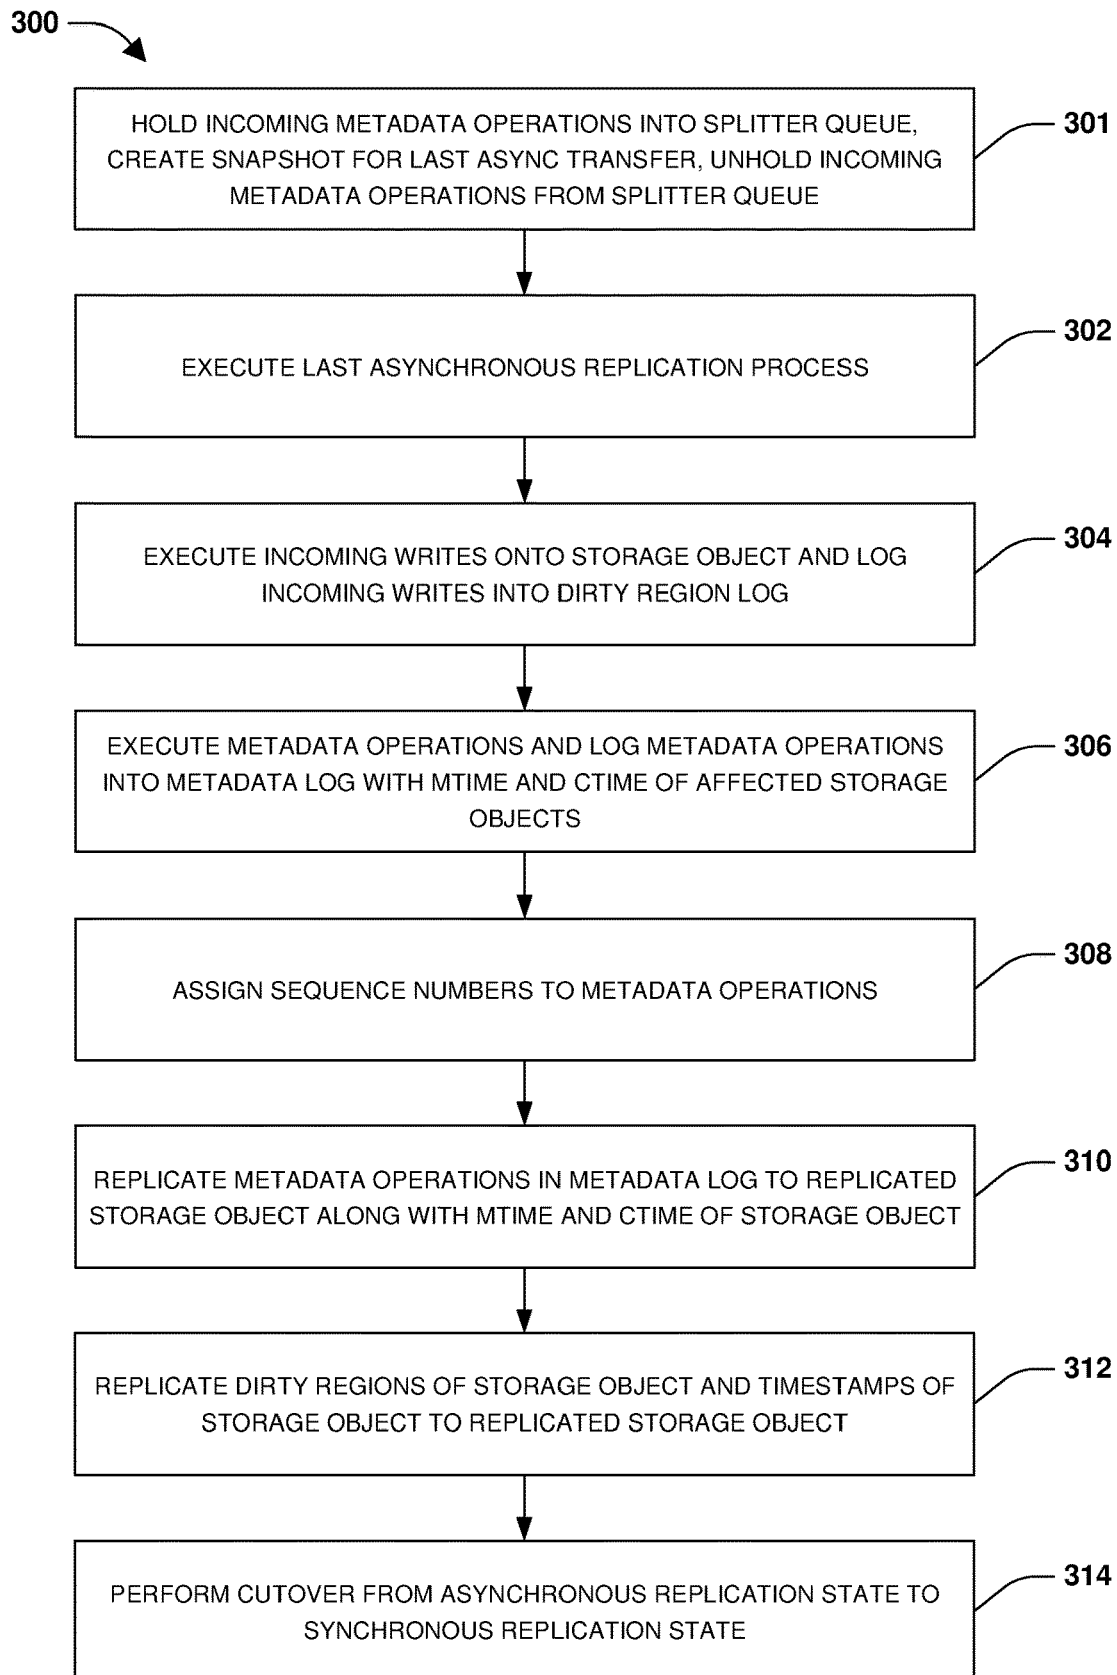 300
HOLD INCOMING METADATA OPERATIONS INTO SPLITTER QUEUE,
CREATE SNAPSHOT FOR LAST ASYNC TRANSFER, UNHOLD INCOMING
METADATA OPERATIONS FROM SPLITTER QUEUE
301
EXECUTE LAST ASYNCHRONOUS REPLICATION PROCESS
302
EXECUTE INCOMING WRITES ONTO STORAGE OBJECT AND LOG
INCOMING WRITES INTO DIRTY REGION LOG
304
EXECUTE METADATA OPERATIONS AND LOG METADATA OPERATIONS
INTO METADATA LOG WITH MTIME AND CTIME OF AFFECTED STORAGE
OBJECTS
306
ASSIGN SEQUENCE NUMBERS TO METADATA OPERATIONS
308
REPLICATE METADATA OPERATIONS IN METADATA LOG TO REPLICATED
STORAGE OBJECT ALONG WITH MTIME AND CTIME OF STORAGE OBJECT
310
REPLICATE DIRTY REGIONS OF STORAGE OBJECT AND TIMESTAMPS OF
STORAGE OBJECT TO REPLICATED STORAGE OBJECT
312
PERFORM CUTOVER FROM ASYNCHRONOUS REPLICATION STATE TO
SYNCHRONOUS REPLICATION STATE
314